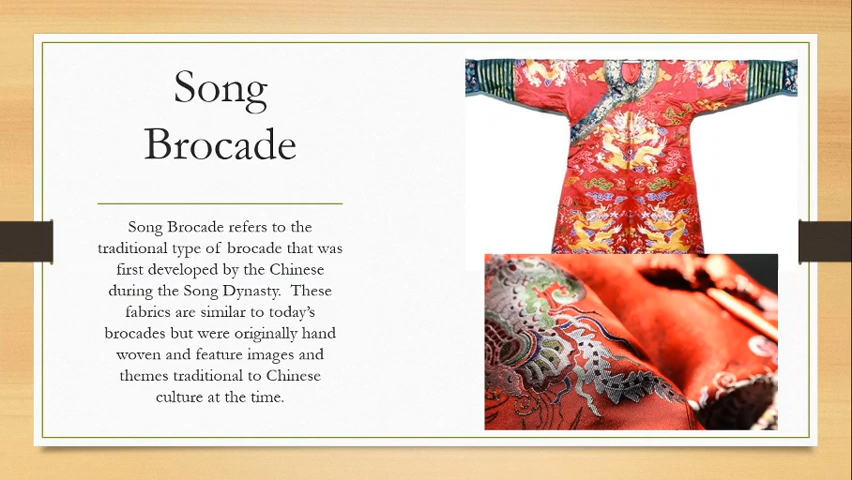 Song
Brocade
Song Brocade refers to the
traditional type of brocade that was
first developed by the Chinese
during the Song Dynasty.  These
fabrics are similar to today’s
brocades but were originally hand
woven and feature images and
themes traditional to Chinese
culture at the time.